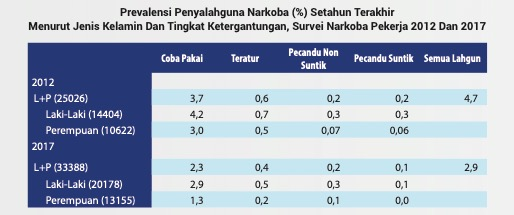 Prevalensi Penyalahguna Narkoba (%) Setahun Terakhir
Menurut Jenis Kelamin Dan Tingkat Ketergantungan, Survei Narkoba Pekerja 2012 Dan 2017
Coba Pakai Teratur Pecandu Non Suntik Pecandu Suntik Semua Lahgun
2012
L+P (25026) 3,7 0,6 0,2 0,2 4,7
Laki-Laki (14404) 4,2 0,7 0,3 0,3
Perempuan (10622) 3,0 0,5 0,07 0,06
2017
L+P (33388) 2,3 0,4 0,2 0,1 2,9
Laki-Laki (20178) 2,9 0,5 0,3 0,1
Perempuan (13155) 1,3 0,2 0,1 0,0